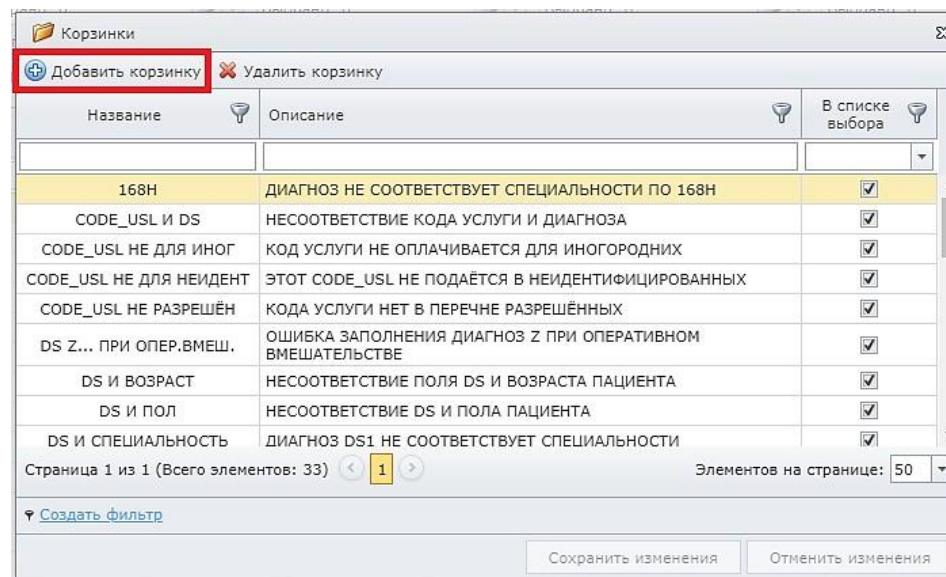 Корзинки
Добавить корзинку Удалить корзинку
Название Описание В списке выбора
168Н ДИАГНОЗ НЕ СООТВЕТСТВУЕТ СПЕЦИАЛЬНОСТИ ПО 168Н
CODE_USL И DS НЕСООТВЕТСТВИЕ КОДА УСЛУГИ И ДИАГНОЗА
CODE_USL НЕ ДЛЯ ИНОГ КОД УСЛУГИ НЕ ОПЛАЧИВАЕТСЯ ДЛЯ ИНОГОРОДНИХ
CODE_USL НЕ ДЛЯ НЕИДЕНТ ЭТОТ CODE_USL НЕ ПОДАЁТСЯ В НЕИДЕНТИФИЦИРОВАННЫХ
CODE_USL НЕ РАЗРЕШЁН КОДА УСЛУГИ НЕТ В ПЕРЕЧНЕ РАЗРЕШЁННЫХ
DS Z... ПРИ ОПЕР.ВМЕШ. ОШИБКА ЗАПОЛНЕНИЯ ДИАГНОЗ Z ПРИ ОПЕРАТИВНОМ
ВМЕШАТЕЛЬСТВЕ
DS И ВОЗРАСТ НЕСООТВЕТСТВИЕ ПОЛЯ DS И ВОЗРАСТА ПАЦИЕНТА
DS И ПОЛ НЕСООТВЕТСТВИЕ DS И ПОЛА ПАЦИЕНТА
DS И СПЕЦИАЛЬНОСТЬ ДИАГНОЗ DS1 НЕ СООТВЕТСТВУЕТ СПЕЦИАЛЬНОСТИ
Страница 1 из 1 (Всего элементов: 33) 1 Элементов на странице: 50
Создать фильтр
Сохранить изменения Отменить изменения